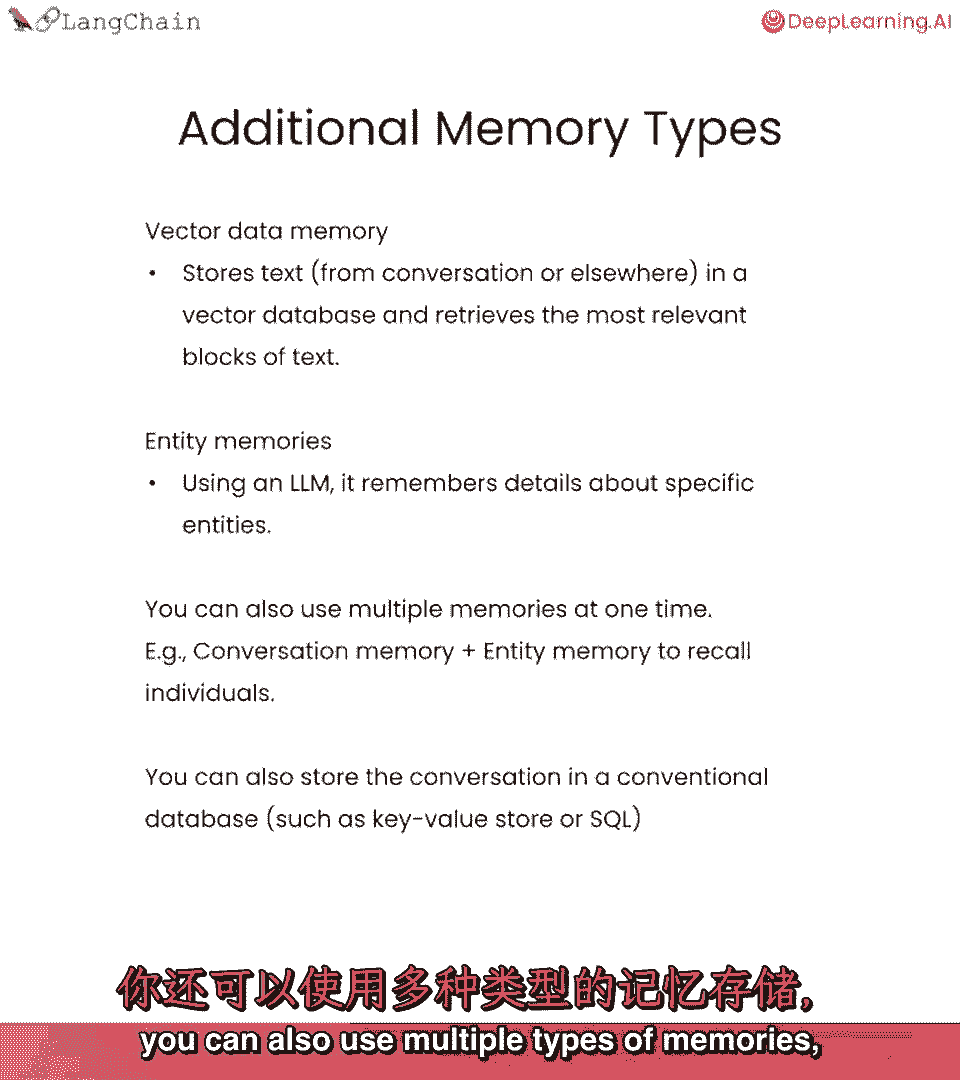 LangChain
DeepLearning.AI
Additional Memory Types
Vector data memory
• Stores text (from conversation or elsewhere) in a
vector database and retrieves the most relevant
blocks of text.
Entity memories
• Using an LLM, it remembers details about specific
entities.
You can also use multiple memories at one time.
E.g., Conversation memory + Entity memory to recall
individuals.
You can also store the conversation in a conventional
database (such as key-value store or SQL)
你还可以使用多种类型的记忆存储,
you can also use multiple types of memories,